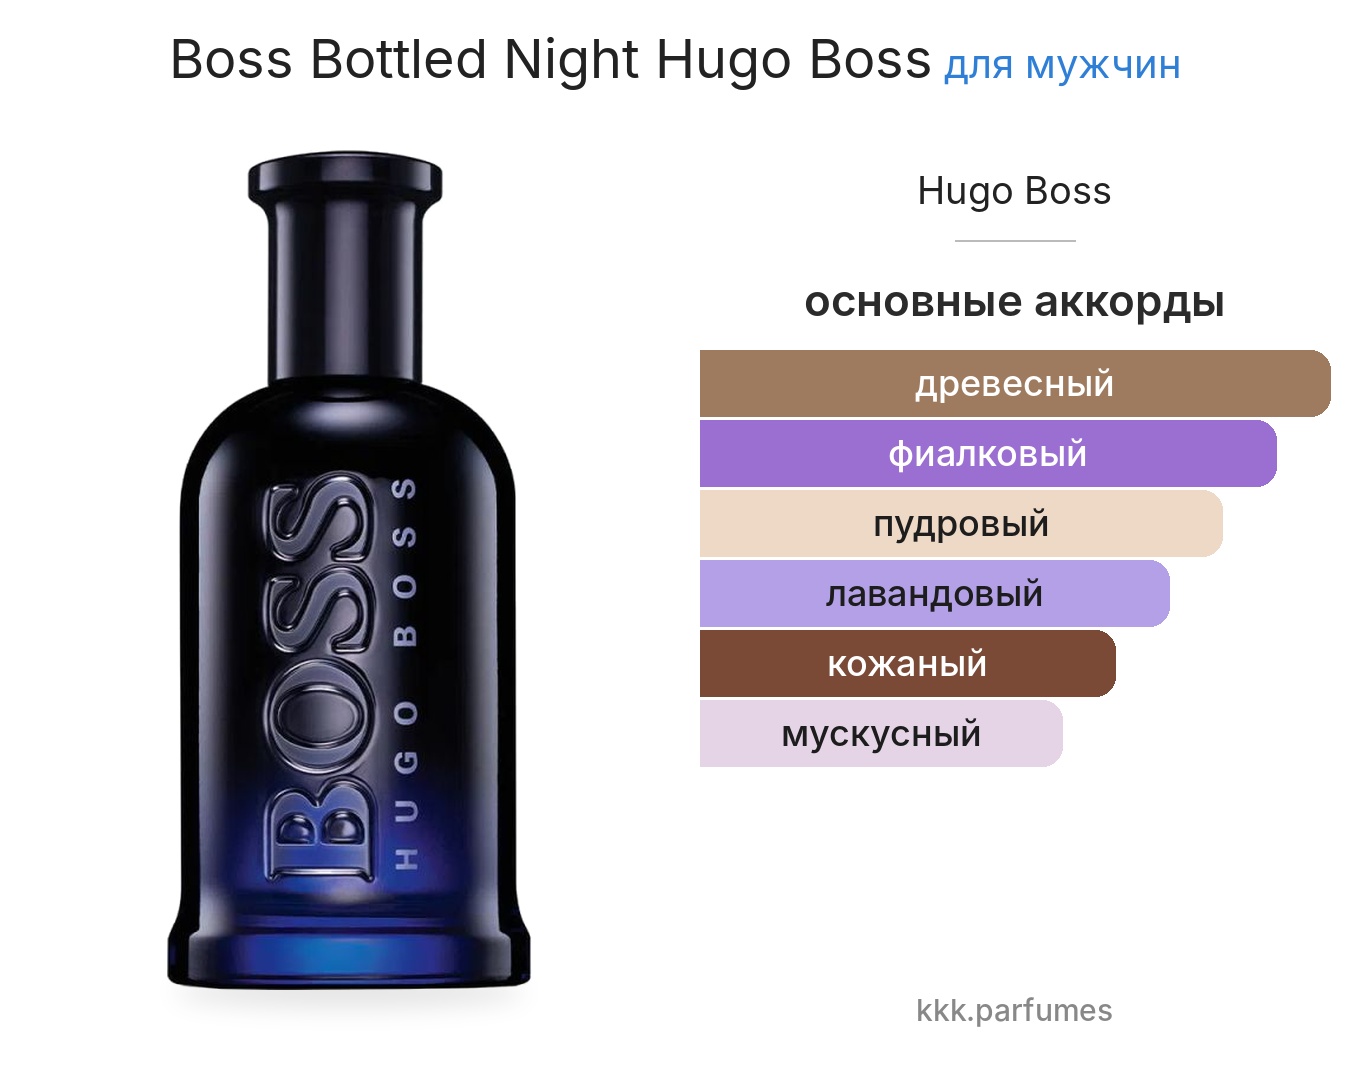 Boss Bottled Night Hugo Boss для мужчин
BOSS
HUGO BOSS
Hugo Boss
основные аккорды
древесный
фиалковый
пудровый
лавандовый
кожаный
мускусный
kkk.parfumes